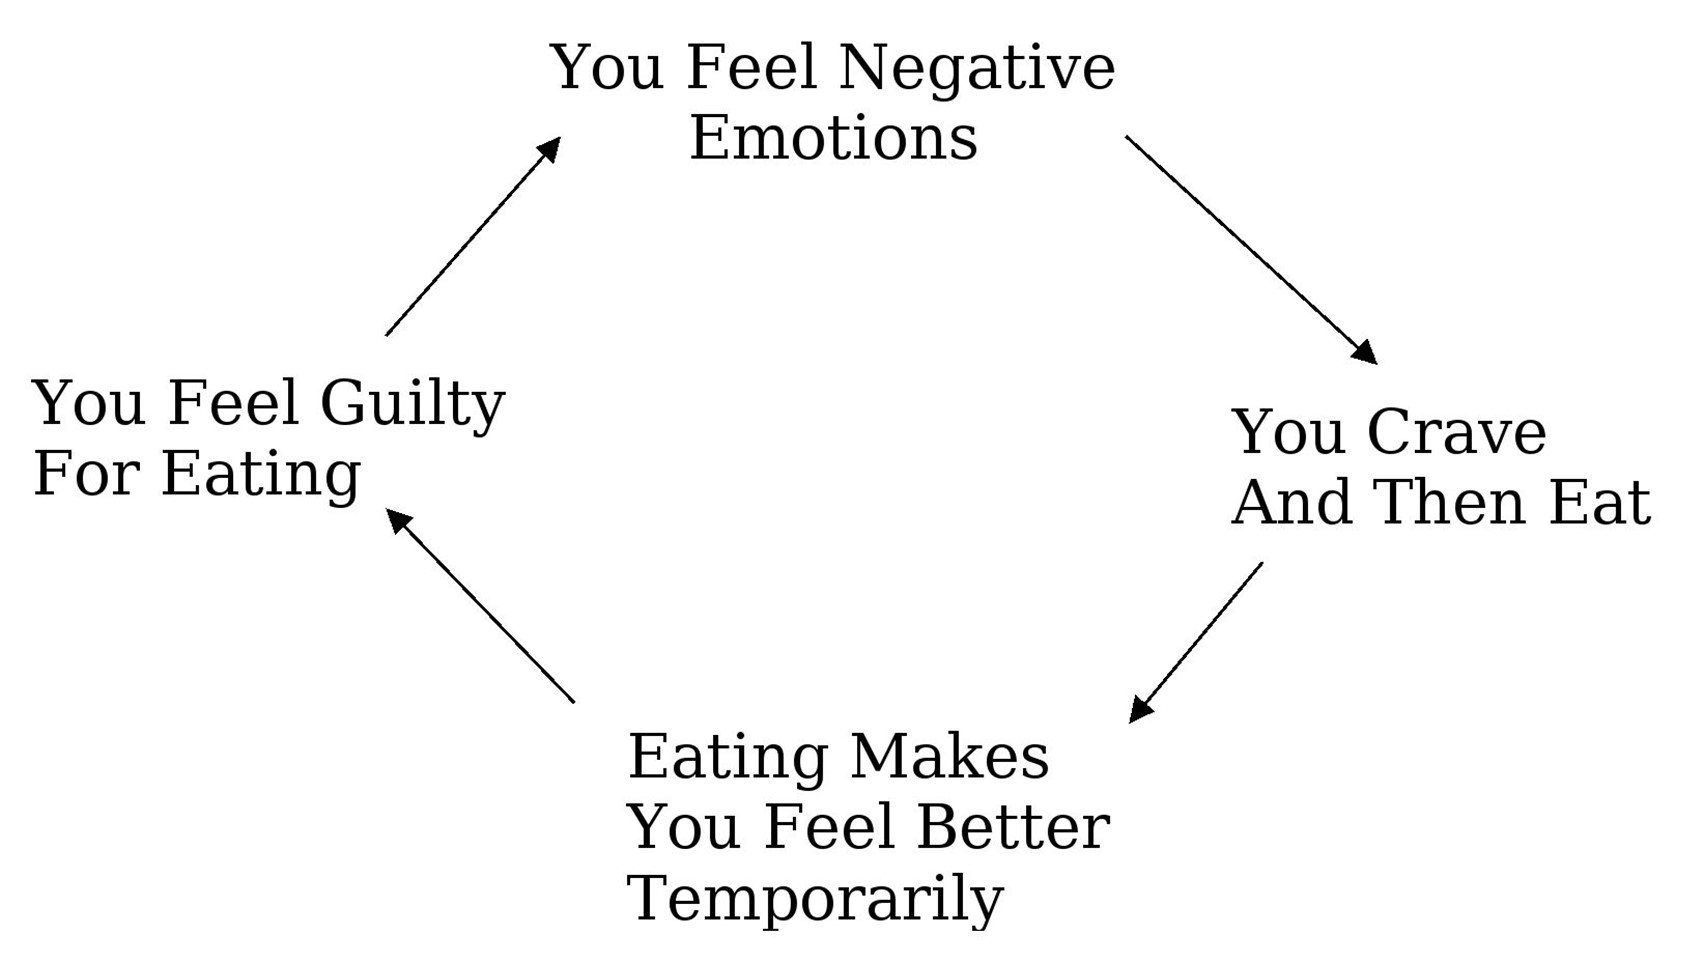 You Feel Negative
Emotions
You Crave
And Then Eat
Eating Makes
You Feel Better
Temporarily
You Feel Guilty
For Eating